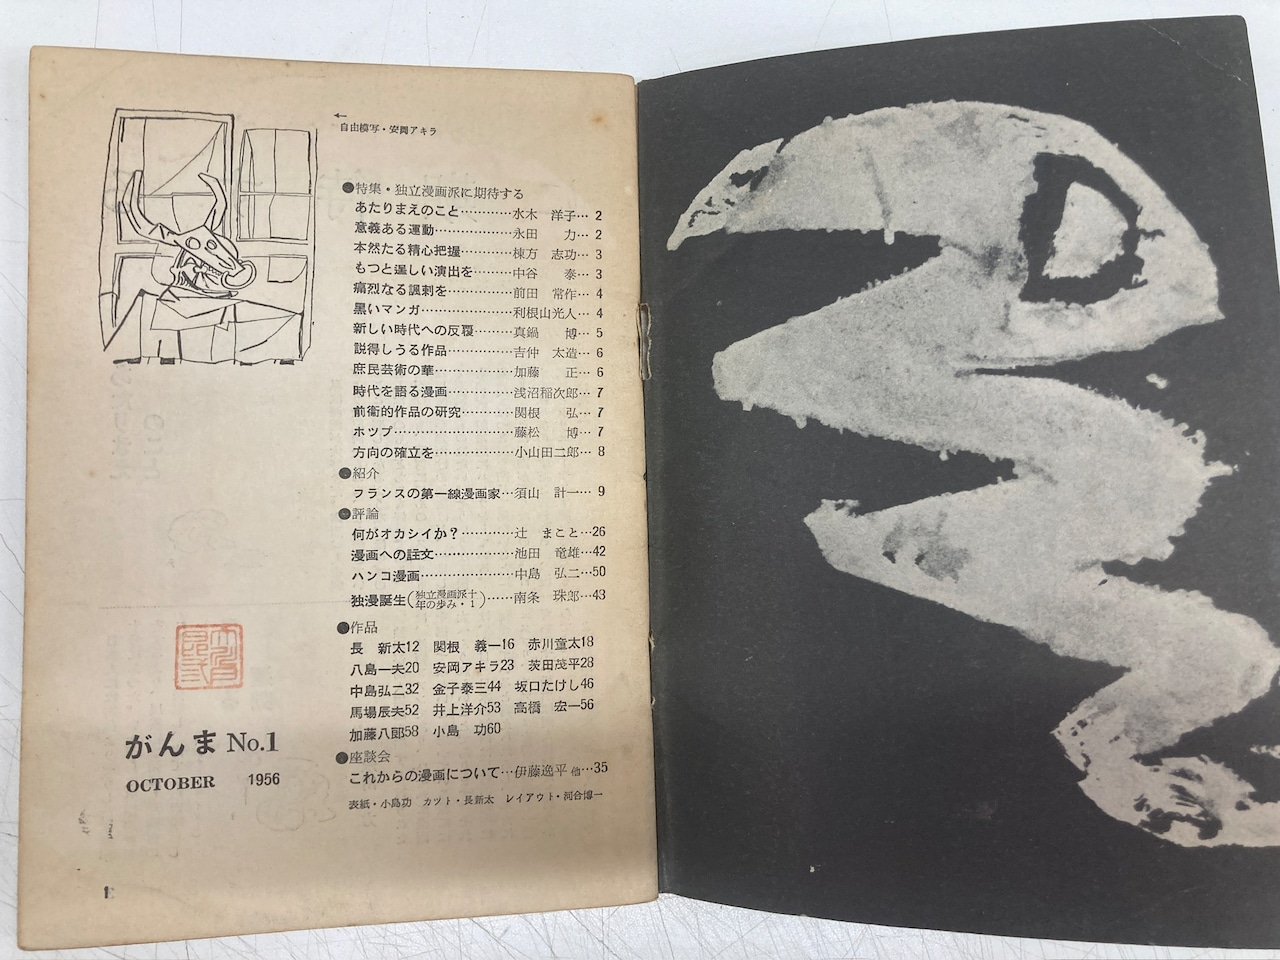 ←
自由模写・安岡アキラ
●特集・独立漫画派に期待する
あたりまえのこと…………水木 洋子… 2
意義ある運動………………永田 力… 2
本然たる精心把握…………棟方 志功… 3
もつと逞しい演出を………中谷 泰… 3
痛烈なる諷刺を……………前田 常作… 4
黒いマンガ…………………利根山光人… 4
新しい時代への反覆………真鍋 博… 5
説得しうる作品……………吉仲 太造… 6
庶民芸術の華………………加藤 正… 6
時代を語る漫画……………浅沼稲次郎… 7
前衛的作品の研究…………関根 弘… 7
ホツプ………………………藤松 博… 7
方向の確立を………………小山田二郎… 8
●紹介
フランスの第一線漫画家…須山 計一… 9
●評論
何がオカシイか？…………辻 まこと…26
漫画への註文………………池田 竜雄…42
ハンコ漫画…………………中島 弘二…50
独漫誕生(独立漫画派十年の歩み・1)……南条 珠郎…43
●作品
長 新太12 関根 義一16 赤川童太18
八島一夫20 安岡アキラ23 茨田茂平28
中島弘二32 金子泰三44 坂口たけし46
馬場辰夫52 井上洋介53 高橋 宏一56
加藤八郎58 小島 功60
●座談会
これからの漫画について…伊藤逸平 他…35
表紙・小島功 カツト・長新太 レイアウト・河合博一
がんま No.1
OCTOBER 1956
1